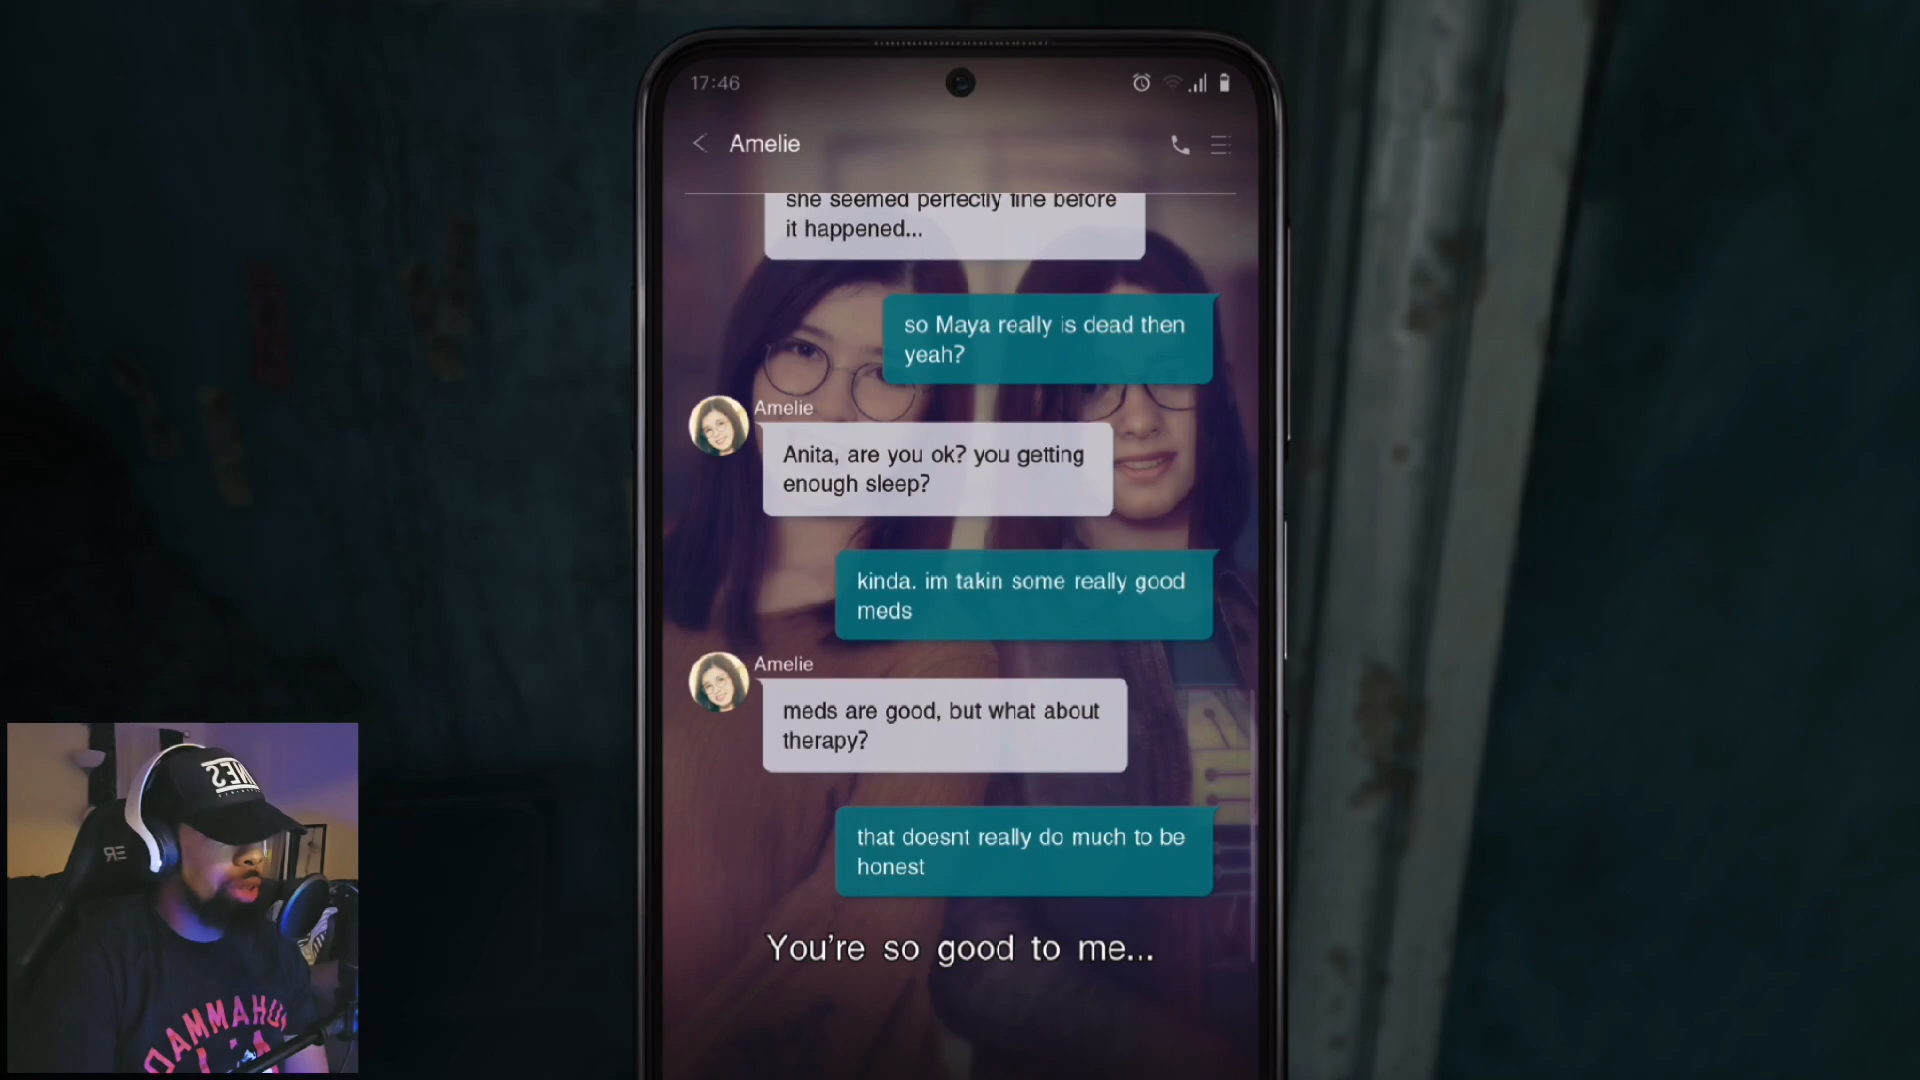 17:46
Amelie
she seemed perfectly fine before
it happened...
so Maya really is dead then
yeah?
Amelie
Anita, are you ok? you getting
enough sleep?
kinda. im takin some really good
meds
Amelie
meds are good, but what about
therapy?
that doesnt really do much to be
honest
You're so good to me...